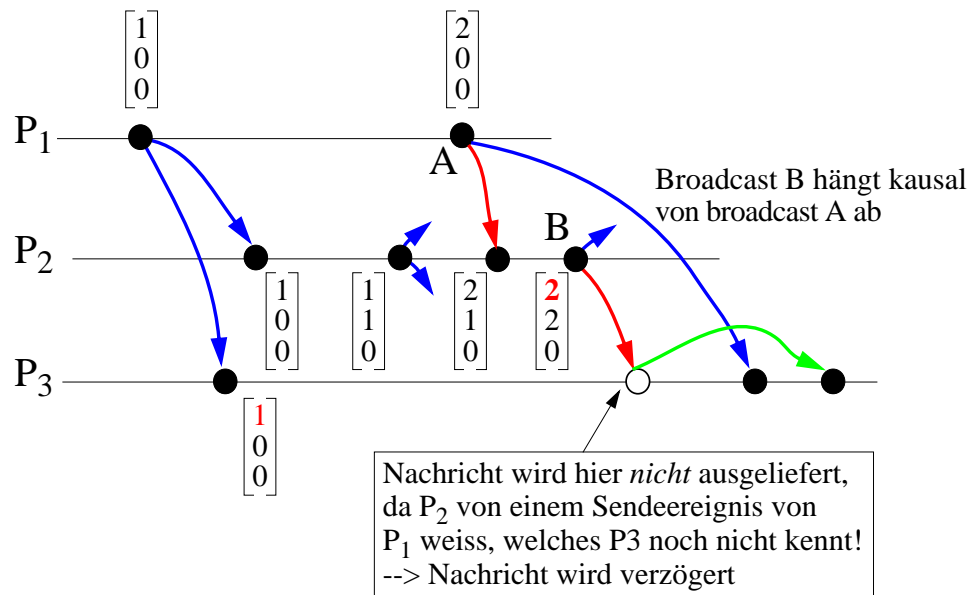 1 2
0 0
0 0
P1
A
Broadcast B hängt kausal
von broadcast A ab
B
P2
1 1 2 2
0 1 1 2
0 0 0 0
P3
1
0
0
Nachricht wird hier nicht ausgeliefert,
da P2 von einem Sendeereignis von
P1 weiss, welches P3 noch nicht kennt!
--> Nachricht wird verzögert